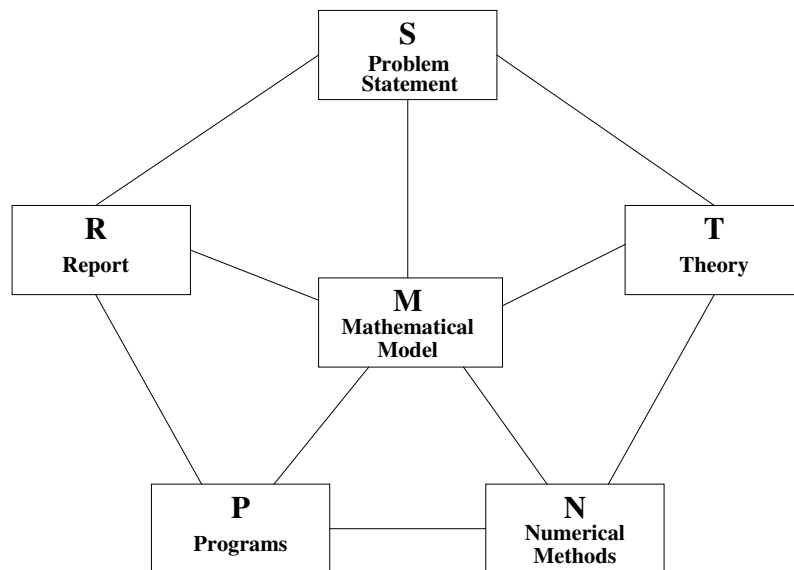 S
Problem
Statement
R
Report
T
Theory
M
Mathematical
Model
P
Programs
N
Numerical
Methods